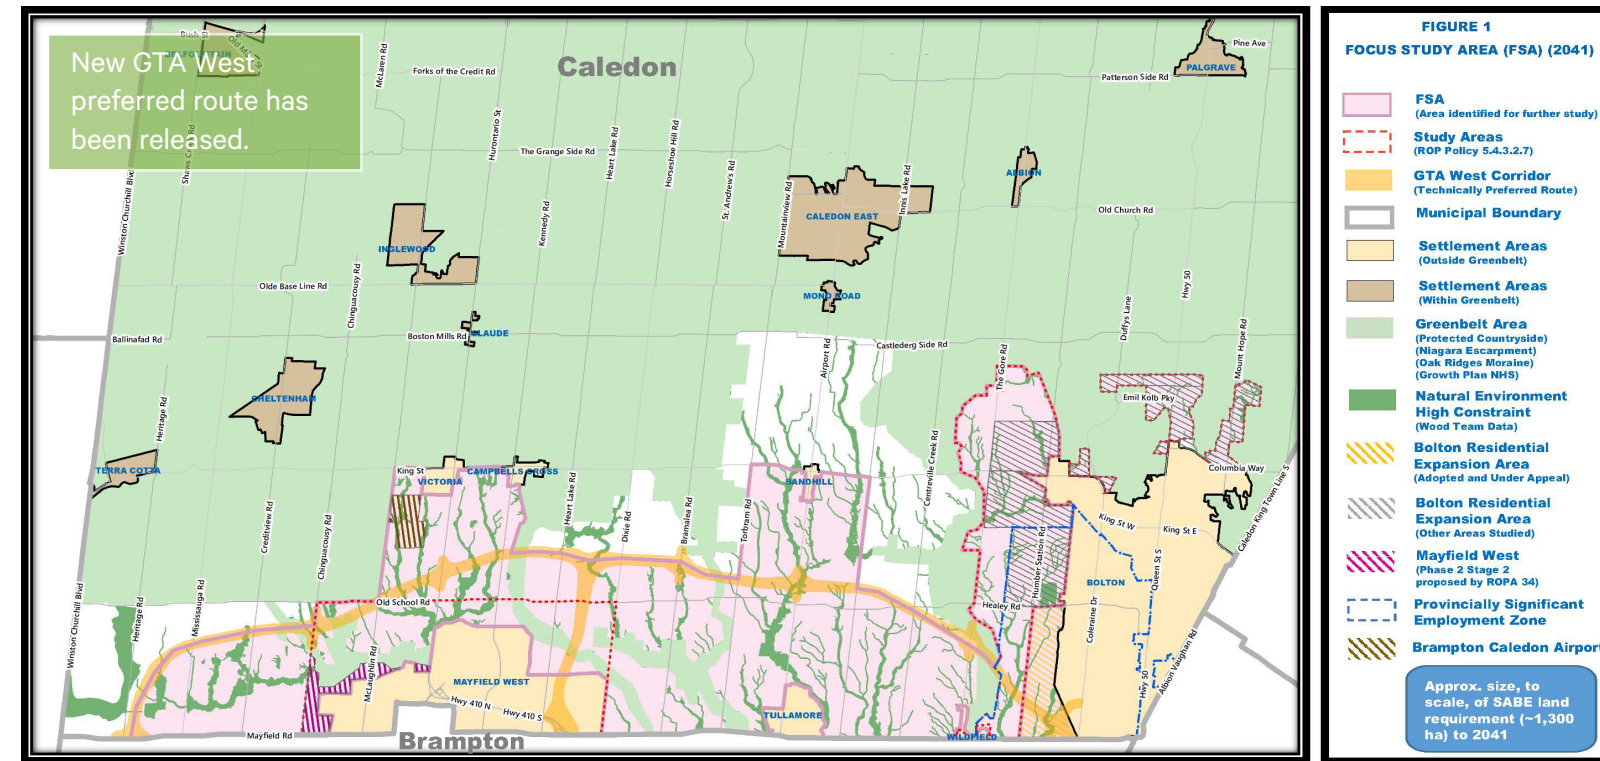 New GTA West
preferred route has
been released.
Caledon
Bush St
Forks of the Credit Rd
McLaren Rd
Pine Ave
PALGRAVE
Patterson Side Rd
Hurontario St
The Grange Side Rd
Heart Lake Rd
Horseshoe Hill Rd
St. Andrew's Rd
Mountainview Rd
Innis Lake Rd
ALBION
CALEDON EAST
Old Church Rd
Winston Churchill Blvd
Kennedy Rd
INGLEWOOD
Olde Base Line Rd
Chinguacousy Rd
MONO ROAD
Hwy 50
Duffys Lane
Ballinafad Rd
Boston Mills Rd
CLAUDE
Airport Rd
Castlederg Side Rd
The Gore Rd
Mount Hope Rd
CHELTENHAM
Heritage Rd
Emil Kolb Pky
TERRA COTTA
King St
VICTORIA
CAMPBELLS CROSS
SANDHILL
Centreville Creek Rd
Columbia Way
Creditview Rd
Chinguacousy Rd
Heart Lake Rd
Dixie Rd
Bramalea Rd
Torbram Rd
King St W
King St E
Caledon King Town Line S
Humber Station Rd
BOLTON
Queen St S
Winston Churchill Blvd
Heritage Rd
Mississauga Rd
Old School Rd
Healey Rd
Coleraine Dr
McLaughlin Rd
MAYFIELD WEST
Hwy 410 N
Hwy 410 S
TULLAMORE
Hwy 50
Albion Vaughan Rd
WILDFIELD
Mayfield Rd
Brampton
FIGURE 1
FOCUS STUDY AREA (FSA) (2041)
FSA
(Area identified for further study)
Study Areas
(ROP Policy 5.4.3.2.7)
GTA West Corridor
(Technically Preferred Route)
Municipal Boundary
Settlement Areas
(Outside Greenbelt)
Settlement Areas
(Within Greenbelt)
Greenbelt Area
(Protected Countryside)
(Niagara Escarpment)
(Oak Ridges Moraine)
(Growth Plan NHS)
Natural Environment
High Constraint
(Wood Team Data)
Bolton Residential
Expansion Area
(Adopted and Under Appeal)
Bolton Residential
Expansion Area
(Other Areas Studied)
Mayfield West
(Phase 2 Stage 2
proposed by ROPA 34)
Provincially Significant
Employment Zone
Brampton Caledon Airport
Approx. size, to
scale, of SABE land
requirement (~1,300
ha) to 2041